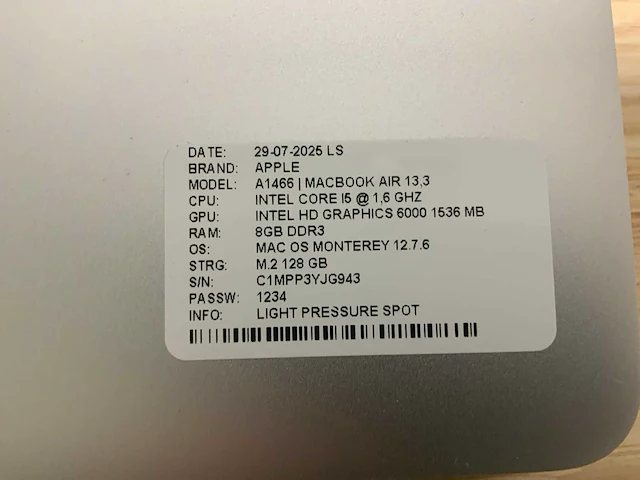 DATE: 29-07-2025 LS
BRAND: APPLE
MODEL: A1466 | MACBOOK AIR 13,3
CPU: INTEL CORE I5 @ 1,6 GHZ
GPU: INTEL HD GRAPHICS 6000 1536 MB
RAM: 8GB DDR3
OS: MAC OS MONTEREY 12.7.6
STRG: M.2 128 GB
S/N: C1MPP3YJG943
PASSW: 1234
INFO: LIGHT PRESSURE SPOT